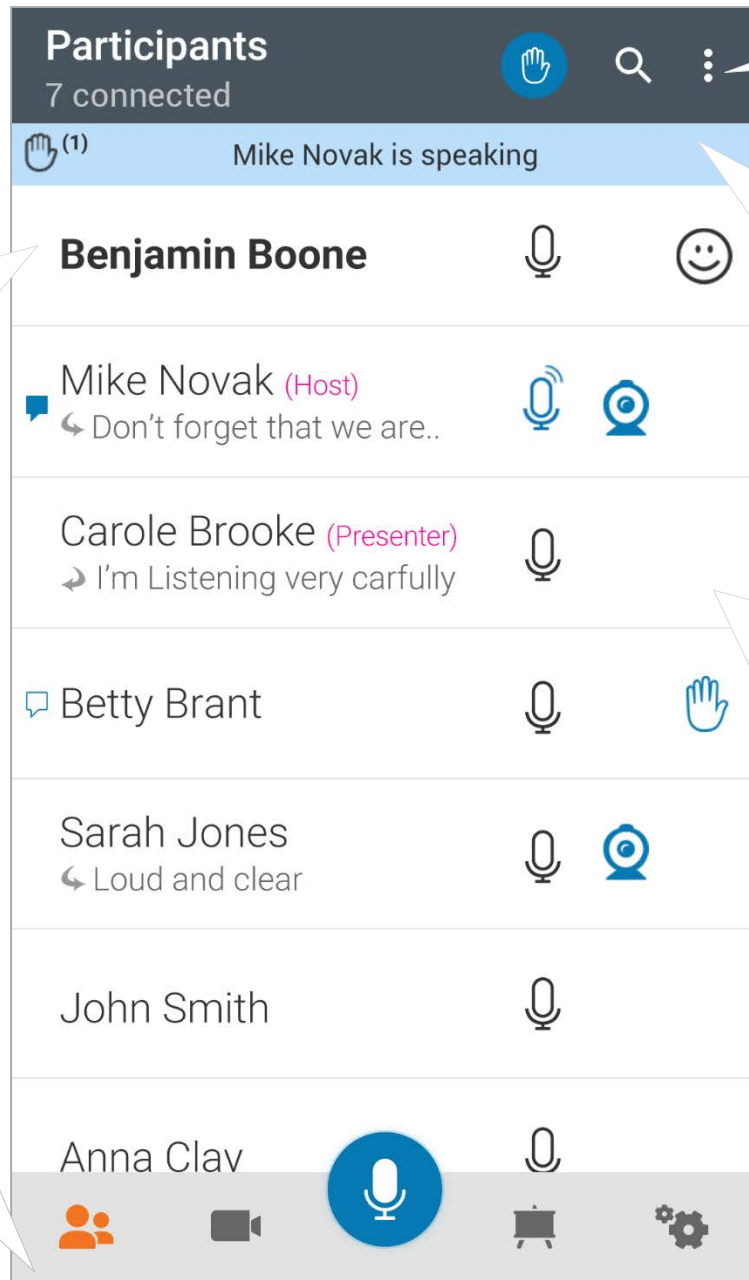 Participants
7 connected
(1)
Mike Novak is speaking
Benjamin Boone
Mike Novak (Host)
Don't forget that we are..
Carole Brooke (Presenter)
I'm Listening very carfully
Betty Brant
Sarah Jones
Loud and clear
John Smith
Anna